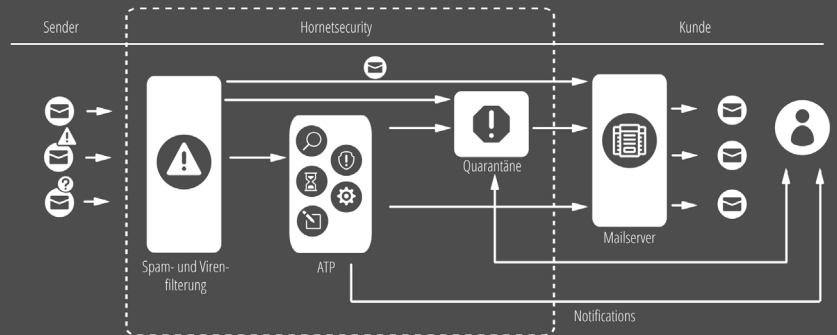 Sender
Hornetsecurity
Kunde
Quarantäne
Mailserver
Spam- und Viren-
filterung
ATP
Notifications